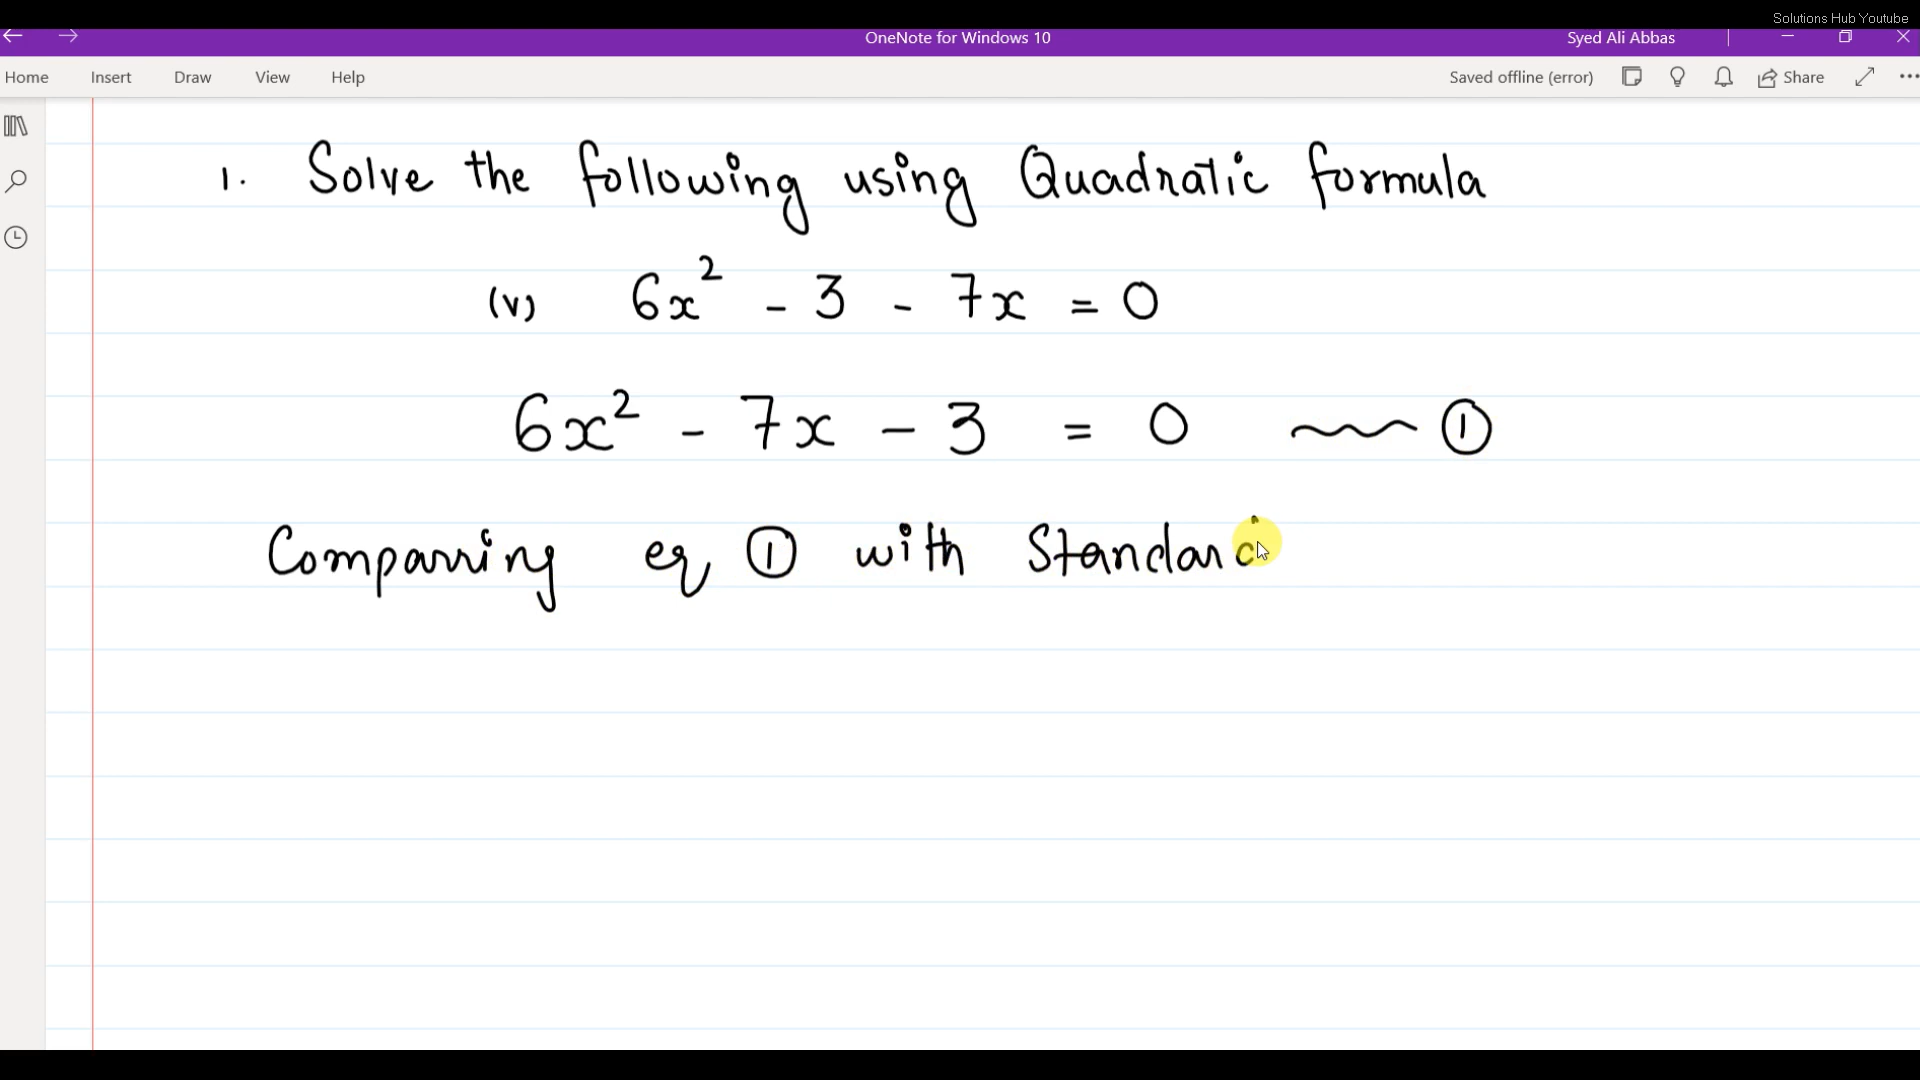 Solutions Hub Youtube
OneNote for Windows 10
Syed Ali Abbas
Home Insert Draw View Help
Saved offline (error) Share
1. Solve the following using Quadratic formula
(v) 6x² - 3 - 7x = 0
6x² - 7x - 3 = 0 ~~~ ①
Comparring eq ① with Standard